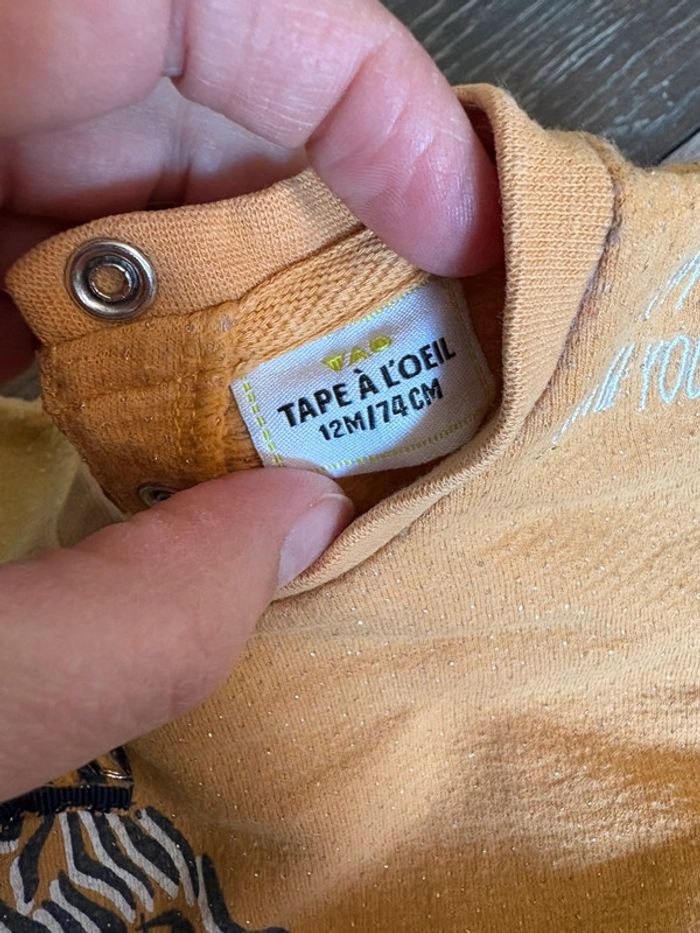 TAO
TAPE À L'OEIL
12M/74CM